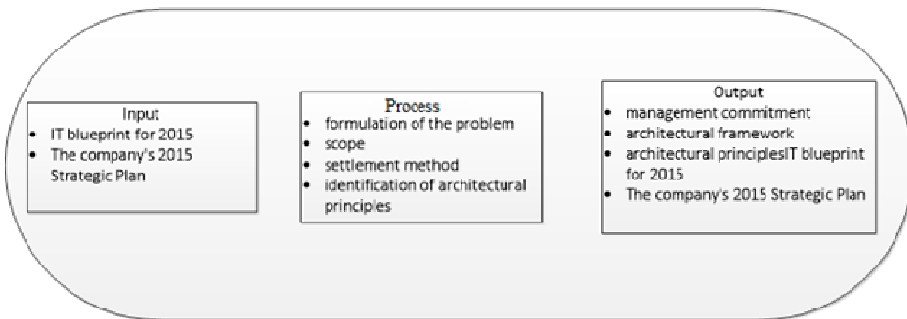 Input
• IT blueprint for 2015
• The company's 2015
Strategic Plan
Process
• formulation of the problem
• scope
• settlement method
• identification of architectural
principles
Output
• management commitment
• architectural framework
• architectural principlesIT blueprint
for 2015
• The company's 2015 Strategic Plan